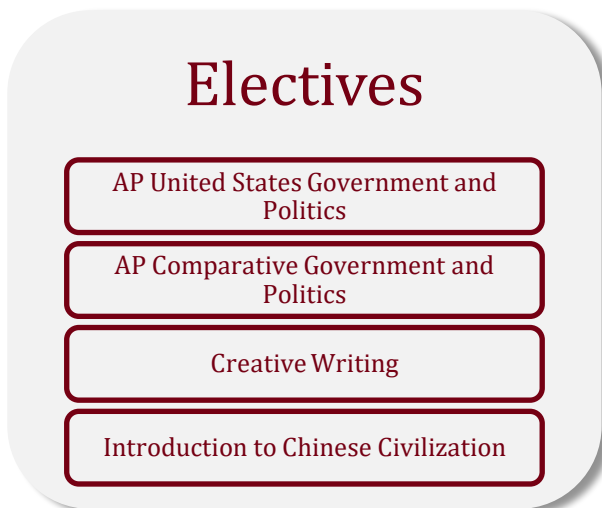 Electives
AP United States Government and
Politics
AP Comparative Government and
Politics
Creative Writing
Introduction to Chinese Civilization